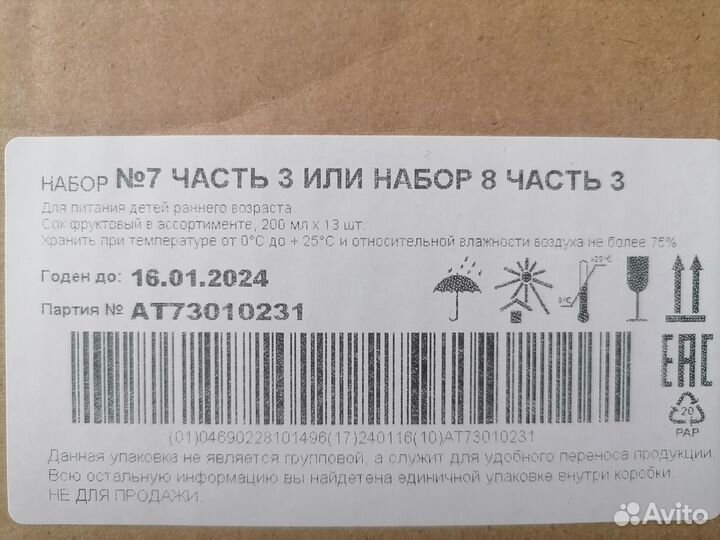 НАБОР №7 ЧАСТЬ 3 ИЛИ НАБОР 8 ЧАСТЬ 3
Для питания детей раннего возраста.
Сок фруктовый в ассортименте, 200 мл х 13 шт.
Хранить при температуре от 0°С до + 25°С и относительной влажности воздуха не более 75%
Годен до: 16.01.2024
Партия № АТ73010231
+25°C
0°C
EAC
20
PAP
(01)04690228101496(17)240116(10)AT73010231
Данная упаковка не является групповой, а служит для удобного переноса продукции.
Всю остальную информацию вы найдетена единичной упаковке внутри коробки.
НЕ ДЛЯ ПРОДАЖИ.
Avito